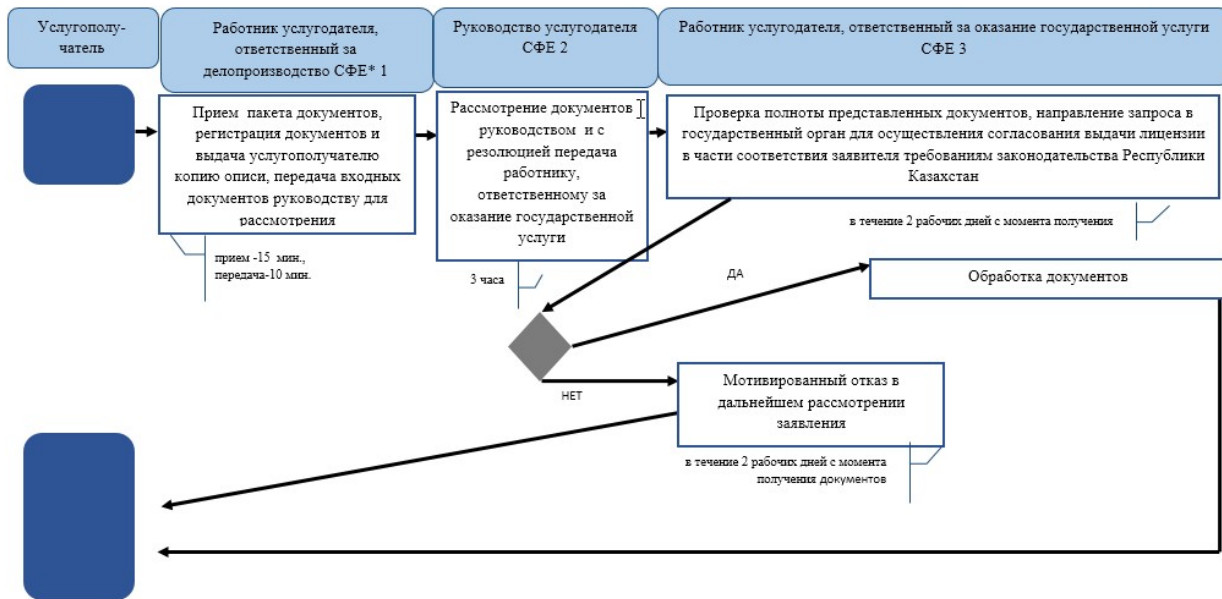 Услугополу-
чатель
Работник услугодателя,
ответственный за
делопроизводство СФЕ* 1
Руководство услугодателя
СФЕ 2
Работник услугодателя, ответственный за оказание государственной услуги
СФЕ 3
Прием пакета документов,
регистрация документов и
выдача услугополучателю
копию описи, передача входных
документов руководству для
рассмотрения
Рассмотрение документов
руководством и с
резолюцией передача
работнику,
ответственному за
оказание государственной
услуги
Проверка полноты представленных документов, направление запроса в
государственный орган для осуществления согласования выдачи лицензии
в части соответствия заявителя требованиям законодательства Республики
Казахстан
прием -15 мин.,
передача-10 мин.
3 часа
в течение 2 рабочих дней с момента получения
ДА
Обработка документов
НЕТ
Мотивированный отказ в
дальнейшем рассмотрении
заявления
в течение 2 рабочих дней с момента
получения документов